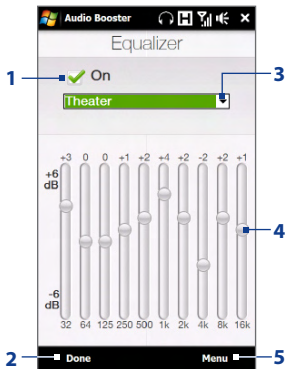 Audio Booster
Equalizer
1
On
3
Theater
+3 0 0 +1 +2 +4 +2 -2 +2 +1
+6
dB
4
-6
dB
32 64 125 250 500 1k 2k 4k 8k 16k
2
Done
Menu
5